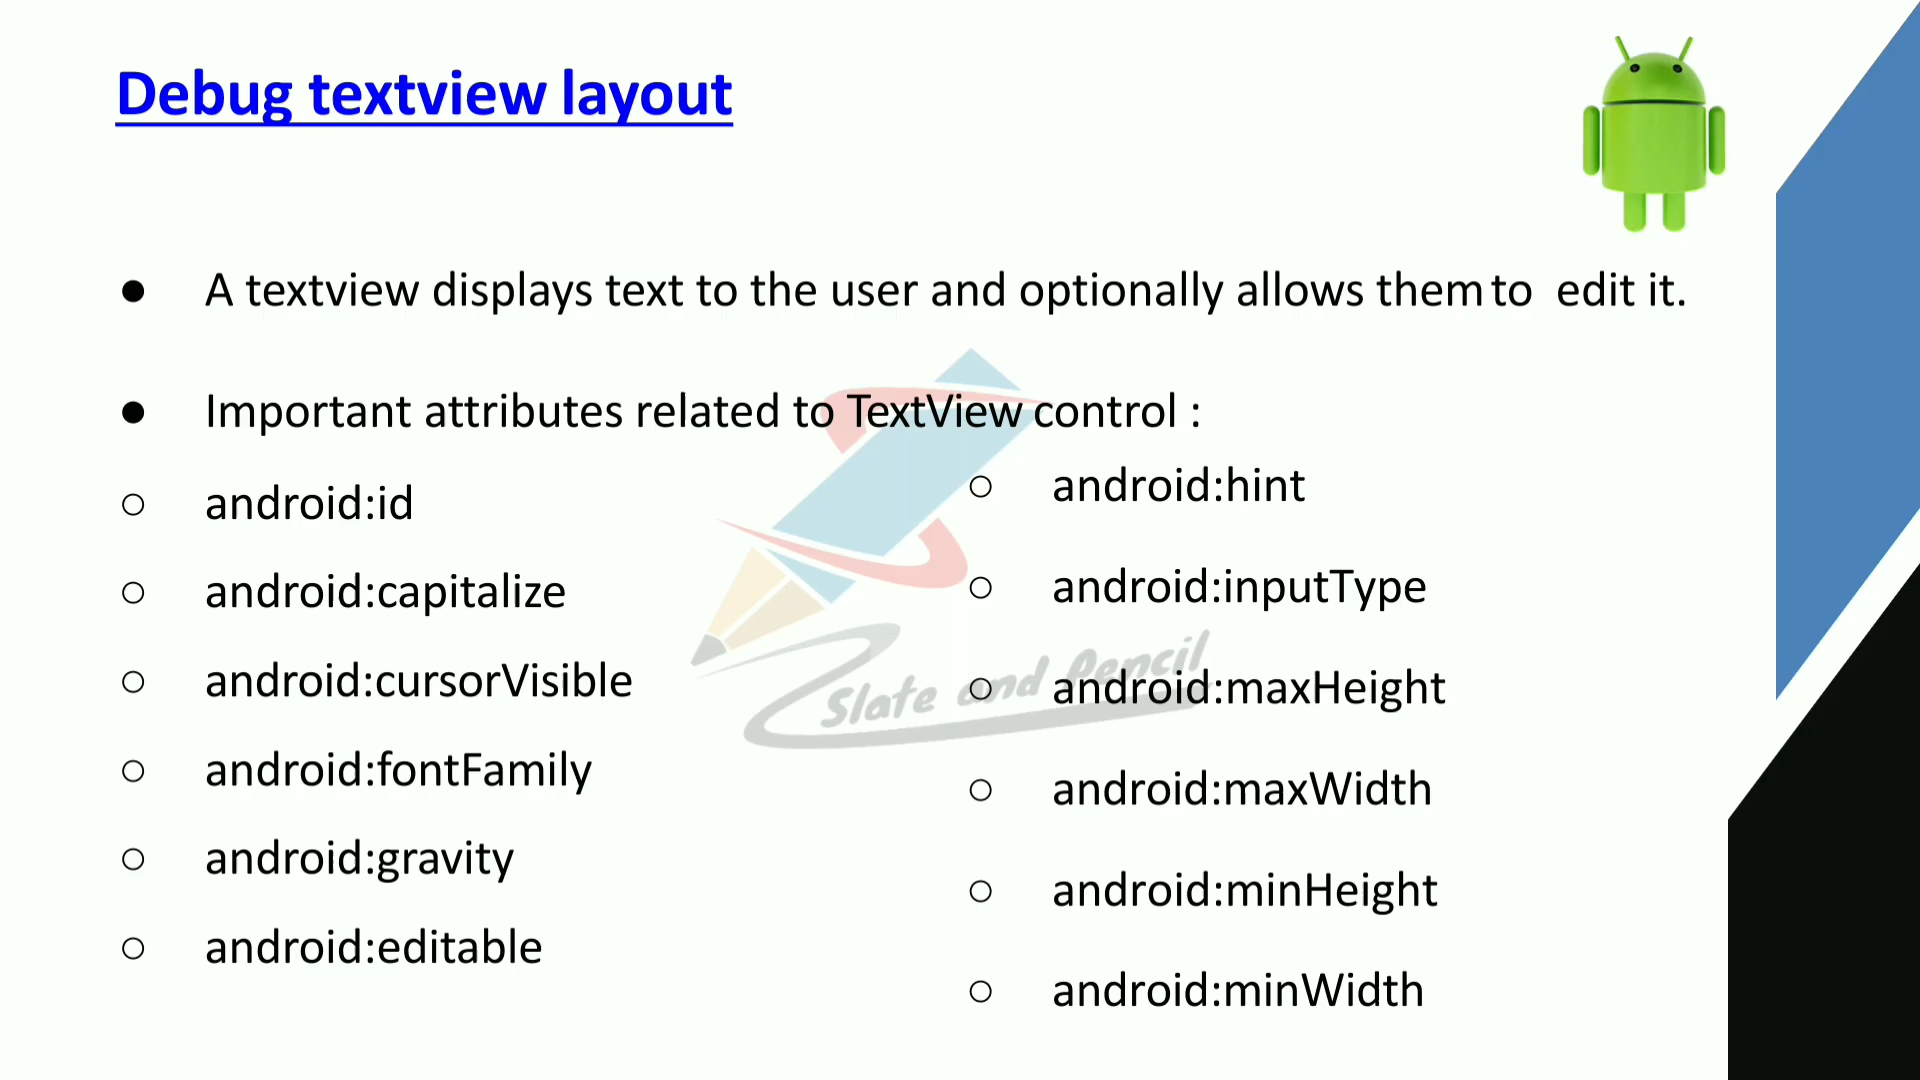 Debug textview layout
● A textview displays text to the user and optionally allows them to edit it.
● Important attributes related to TextView control :
○ android:id
○ android:capitalize
○ android:cursorVisible
○ android:fontFamily
○ android:gravity
○ android:editable
○ android:hint
○ android:inputType
○ android:maxHeight
○ android:maxWidth
○ android:minHeight
○ android:minWidth
Slate and Pencil